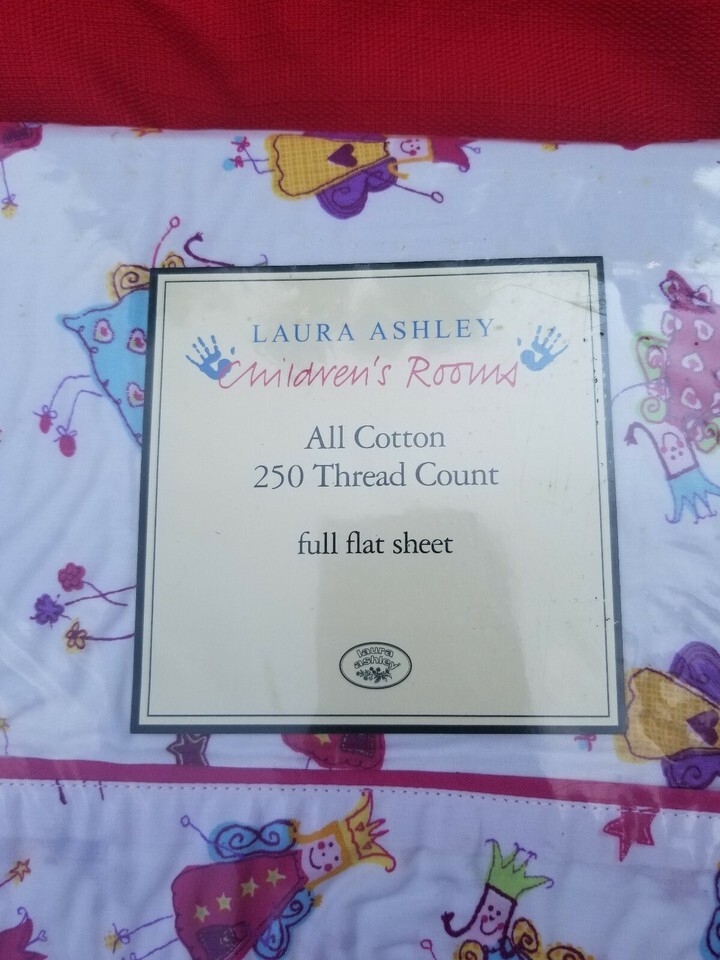 LAURA ASHLEY
Children's Rooms
All Cotton
250 Thread Count
full flat sheet
laura
ashley